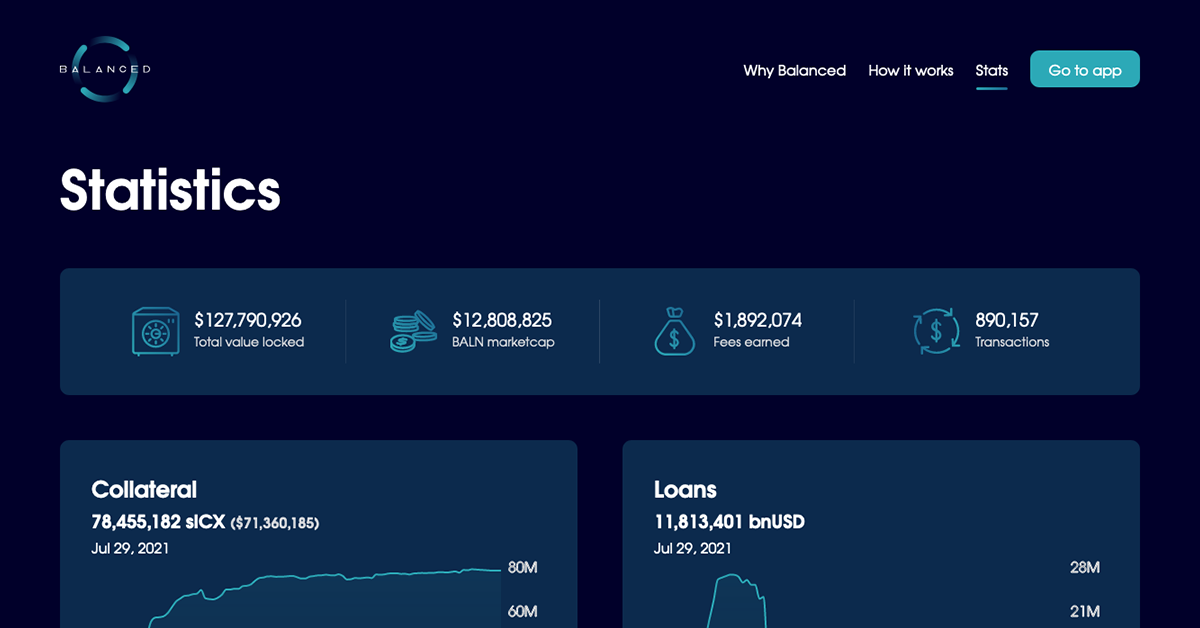 BALANCED
Why Balanced How it works Stats Go to app
Statistics
$127,790,926
Total value locked
$12,808,825
BALN marketcap
$1,892,074
Fees earned
890,157
Transactions
Collateral
78,455,182 sICX ($71,360,185)
Jul 29, 2021
80M
60M
Loans
11,813,401 bnUSD
Jul 29, 2021
28M
21M